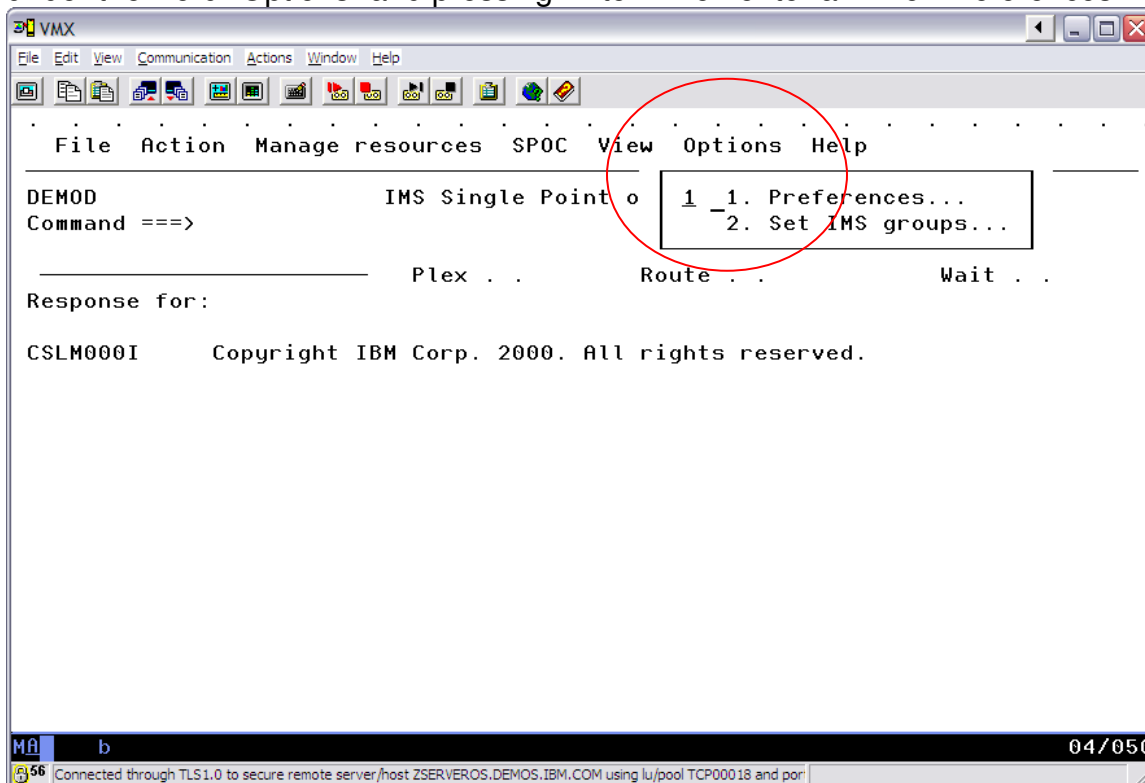 VMX
File Edit View Communication Actions Window Help
. . . . . . . . . . . . . . . . . . . . . . . . . .
File Action Manage resources SPOC View Options Help
DEMOD IMS Single Point o 1 _1. Preferences...
Command ===> 2. Set IMS groups...
Plex . . Route . . Wait . .
Response for:
CSLM000I Copyright IBM Corp. 2000. All rights reserved.
MA b 04/050
56 Connected through TLS1.0 to secure remote server/host ZSERVEROS.DEMOS.IBM.COM using lu/pool TCP00018 and por